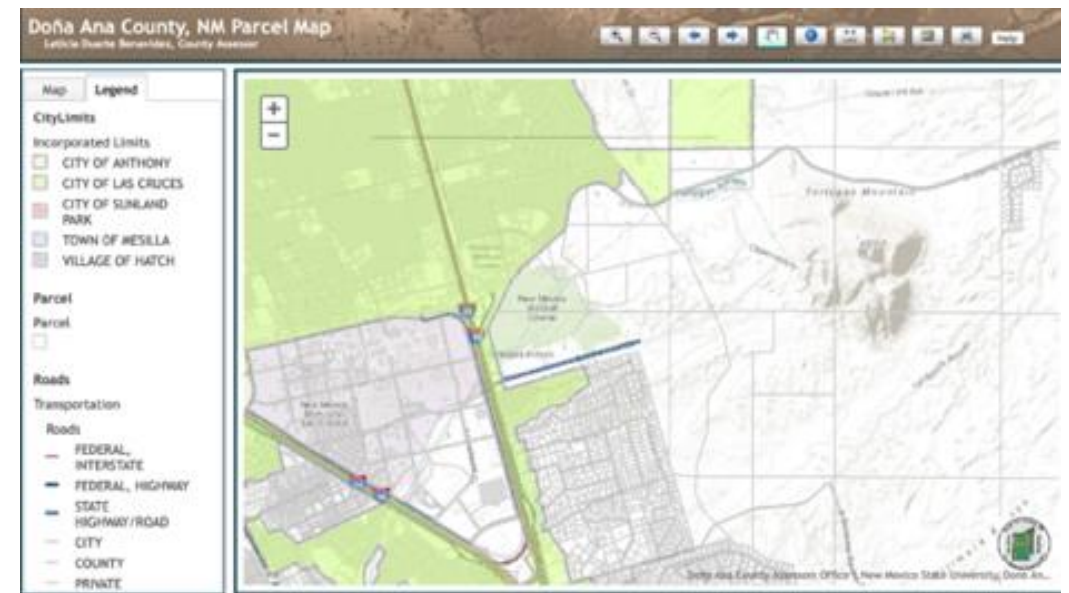 Doña Ana County, NM Parcel Map
Leticia Duarte Benavidez, County Assessor
Help
Map Legend
CityLimits
Incorporated Limits
CITY OF ANTHONY
CITY OF LAS CRUCES
CITY OF SUNLAND
PARK
TOWN OF MESILLA
VILLAGE OF HATCH
Parcel
Parcel
Roads
Transportation
Roads
FEDERAL,
INTERSTATE
FEDERAL, HIGHWAY
STATE
HIGHWAY/ROAD
CITY
COUNTY
PRIVATE
+
−
Tortugas Mountain
New Mexico
Doña Ana County Assessors Office | New Mexico State University, Doña An...